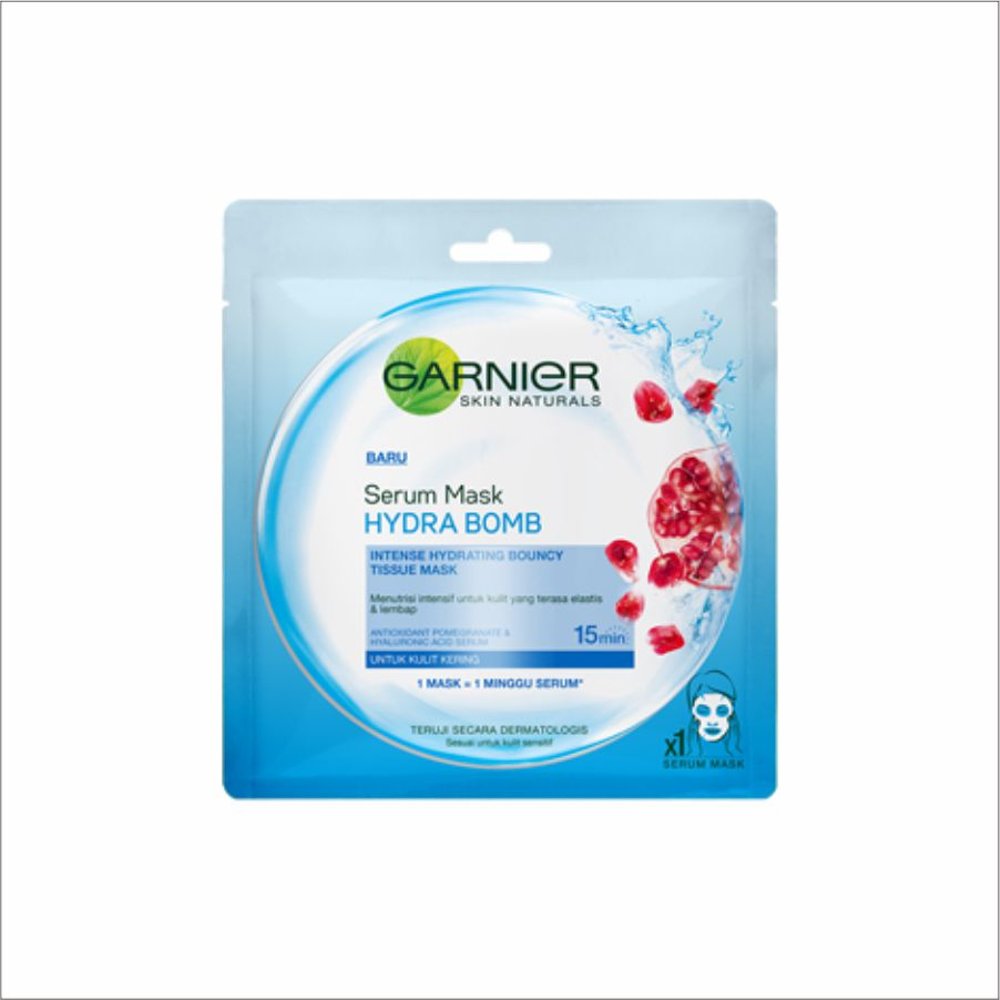 GARNIER
SKIN NATURALS
BARU
Serum Mask
HYDRA BOMB
INTENSE HYDRATING BOUNCY
TISSUE MASK
Menutrisi intensif untuk kulit yang terasa elastis
& lembap
ANTIOXIDANT POMEGRANATE &
HYALURONIC ACID SERUM
15min
UNTUK KULIT KERING
1 MASK = 1 MINGGU SERUM*
TERUJI SECARA DERMATOLOGIS
Sesuai untuk kulit sensitif
x1
SERUM MASK